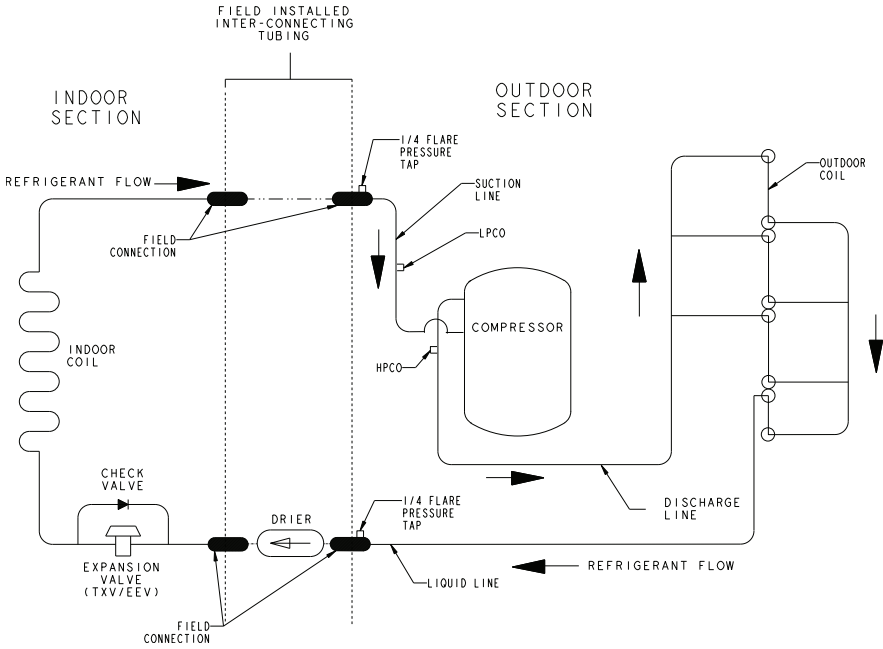 FIELD INSTALLED
INTER-CONNECTING
TUBING
INDOOR
SECTION
OUTDOOR
SECTION
1/4 FLARE
PRESSURE
TAP
REFRIGERANT FLOW
SUCTION
LINE
OUTDOOR
COIL
FIELD
CONNECTION
LPCO
COMPRESSOR
INDOOR
COIL
HPCO
CHECK
VALVE
DRIER
1/4 FLARE
PRESSURE
TAP
DISCHARGE
LINE
EXPANSION
VALVE
(TXV/EEV)
LIQUID LINE
REFRIGERANT FLOW
FIELD
CONNECTION